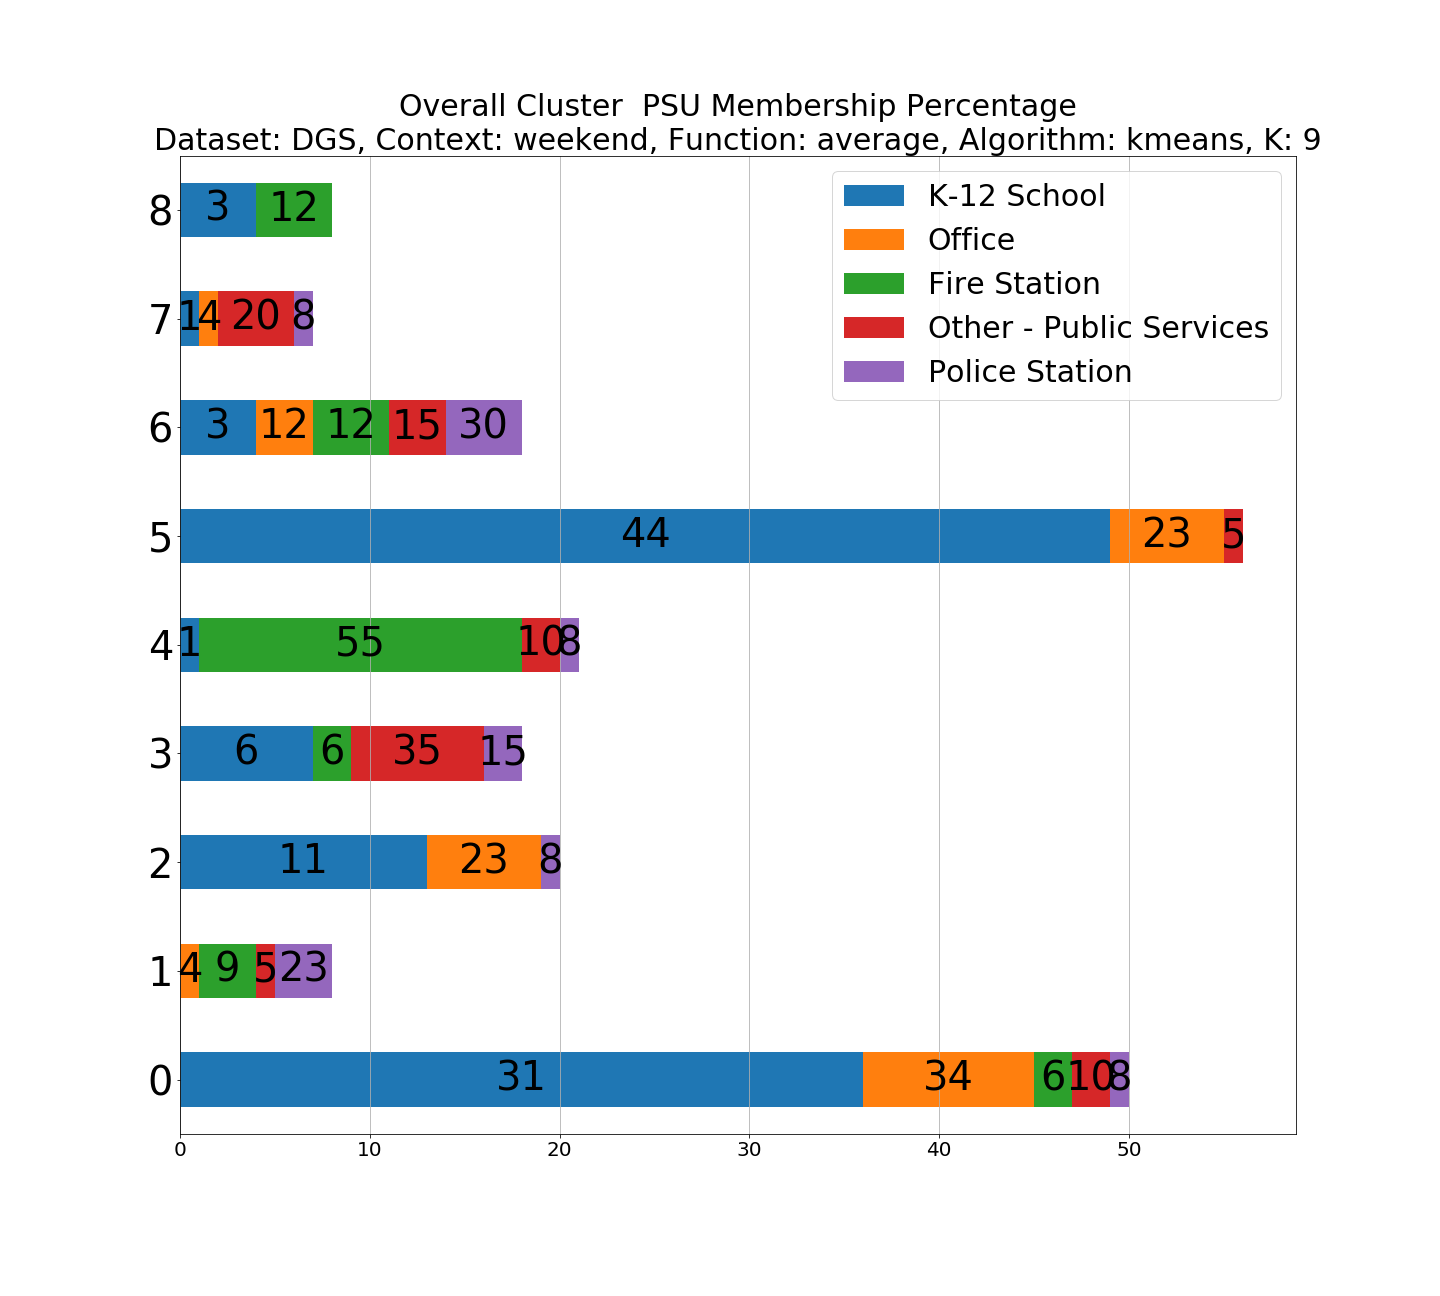 Overall Cluster  PSU Membership Percentage
Dataset: DGS, Context: weekend, Function: average, Algorithm: kmeans, K: 9
K-12 School
Office
Fire Station
Other - Public Services
Police Station
8 3 12
7 1 4 20 8
6 3 12 12 15 30
5 44 23 5
4 1 55 10 8
3 6 6 35 15
2 11 23 8
1 4 9 5 23
0 31 34 6 10 8
0 10 20 30 40 50